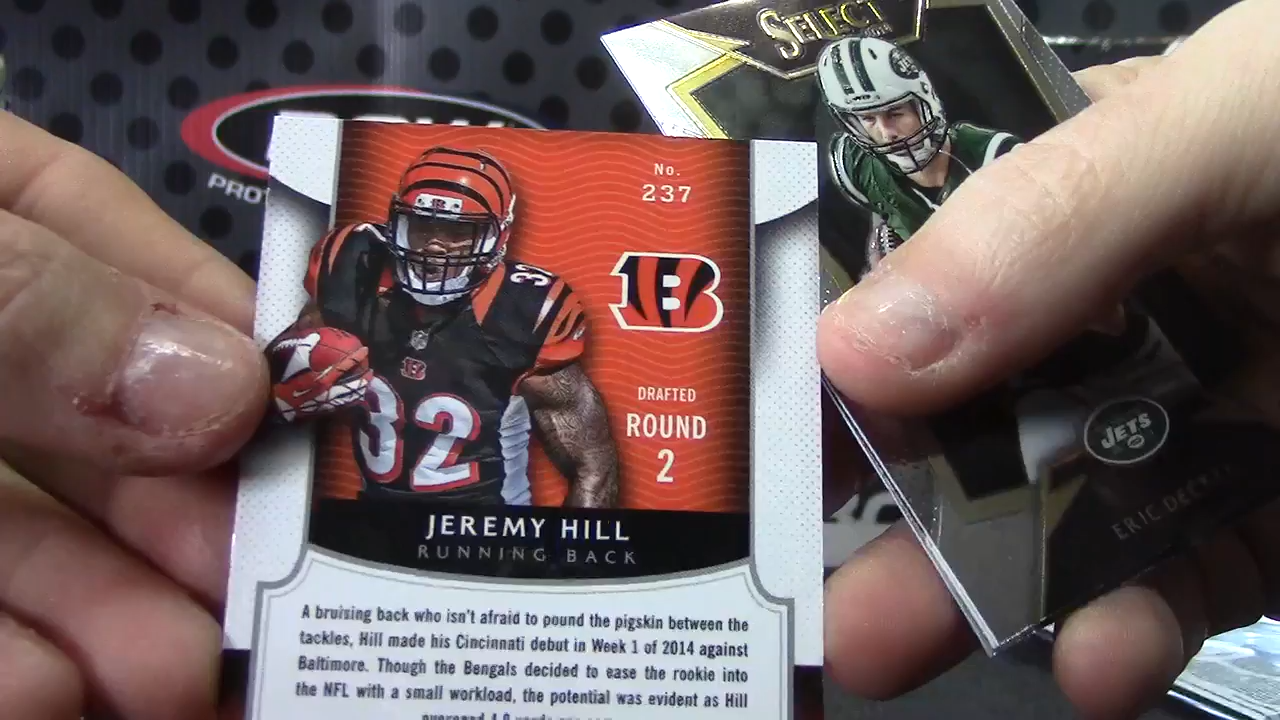 SELECT
JETS
No.
237
B
32
DRAFTED
ROUND
2
32
JEREMY HILL
RUNNING BACK
A bruising back who isn't afraid to pound the pigskin between the
tackles, Hill made his Cincinnati debut in Week 1 of 2014 against
Baltimore. Though the Bengals decided to ease the rookie into
the NFL with a small workload, the potential was evident as Hill
JETS
ERIC